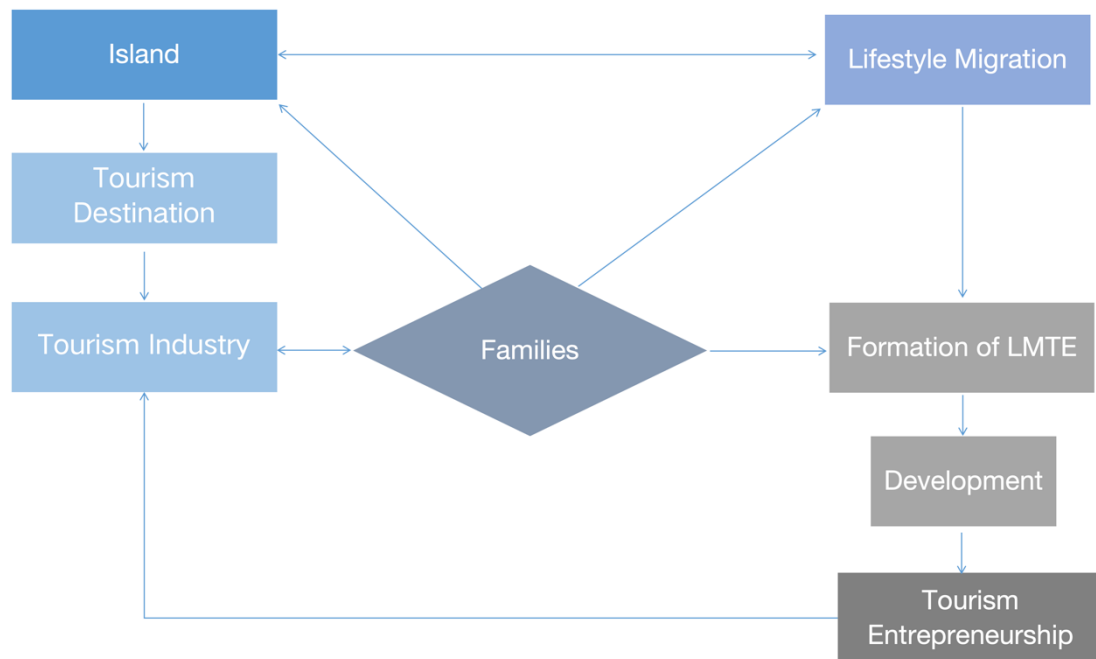 Island
Lifestyle Migration
Tourism
Destination
Tourism Industry
Families
Formation of LMTE
Development
Tourism
Entrepreneurship